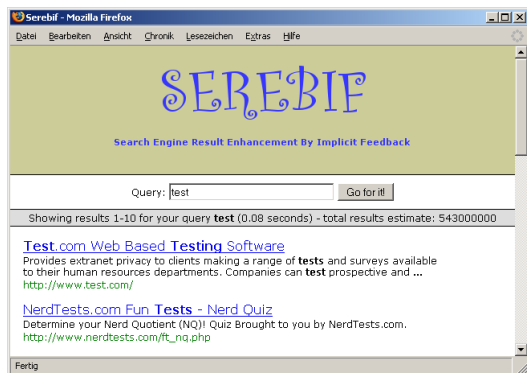 Serebif - Mozilla Firefox
Datei Bearbeiten Ansicht Chronik Lesezeichen Extras Hilfe
SEREBIF
Search Engine Result Enhancement By Implicit Feedback
Query: test Go for it!
Showing results 1-10 for your query test (0.08 seconds) - total results estimate: 543000000
Test.com Web Based Testing Software
Provides extranet privacy to clients making a range of tests and surveys available
to their human resources departments. Companies can test prospective and ...
http://www.test.com/
NerdTests.com Fun Tests - Nerd Quiz
Determine your Nerd Quotient (NQ)! Quiz Brought to you by NerdTests.com.
http://www.nerdtests.com/ft_nq.php
Fertig